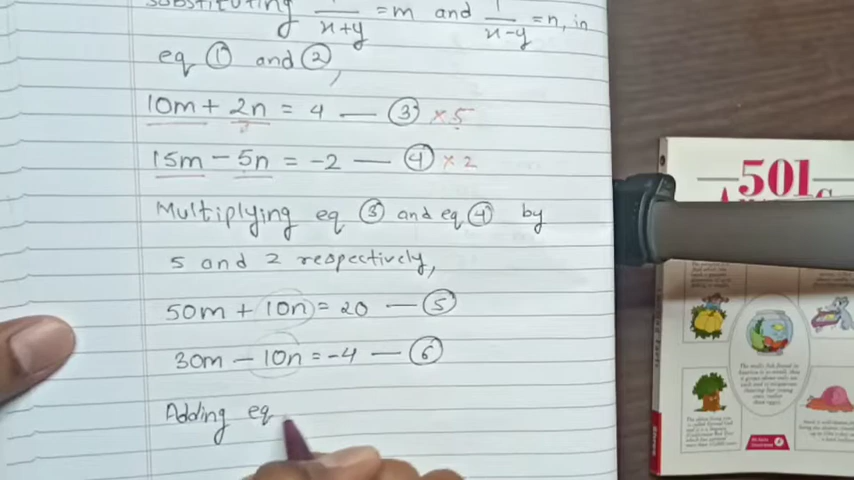 substituting 1/x+y = m and 1/x-y = n, in
eq ① and ②,
10m + 2n = 4 — ③ × 5
15m - 5n = -2 — ④ × 2
Multiplying eq ③ and eq ④ by
5 and 2 respectively,
50m + 10n = 20 — ⑤
30m - 10n = -4 — ⑥
Adding eq
501